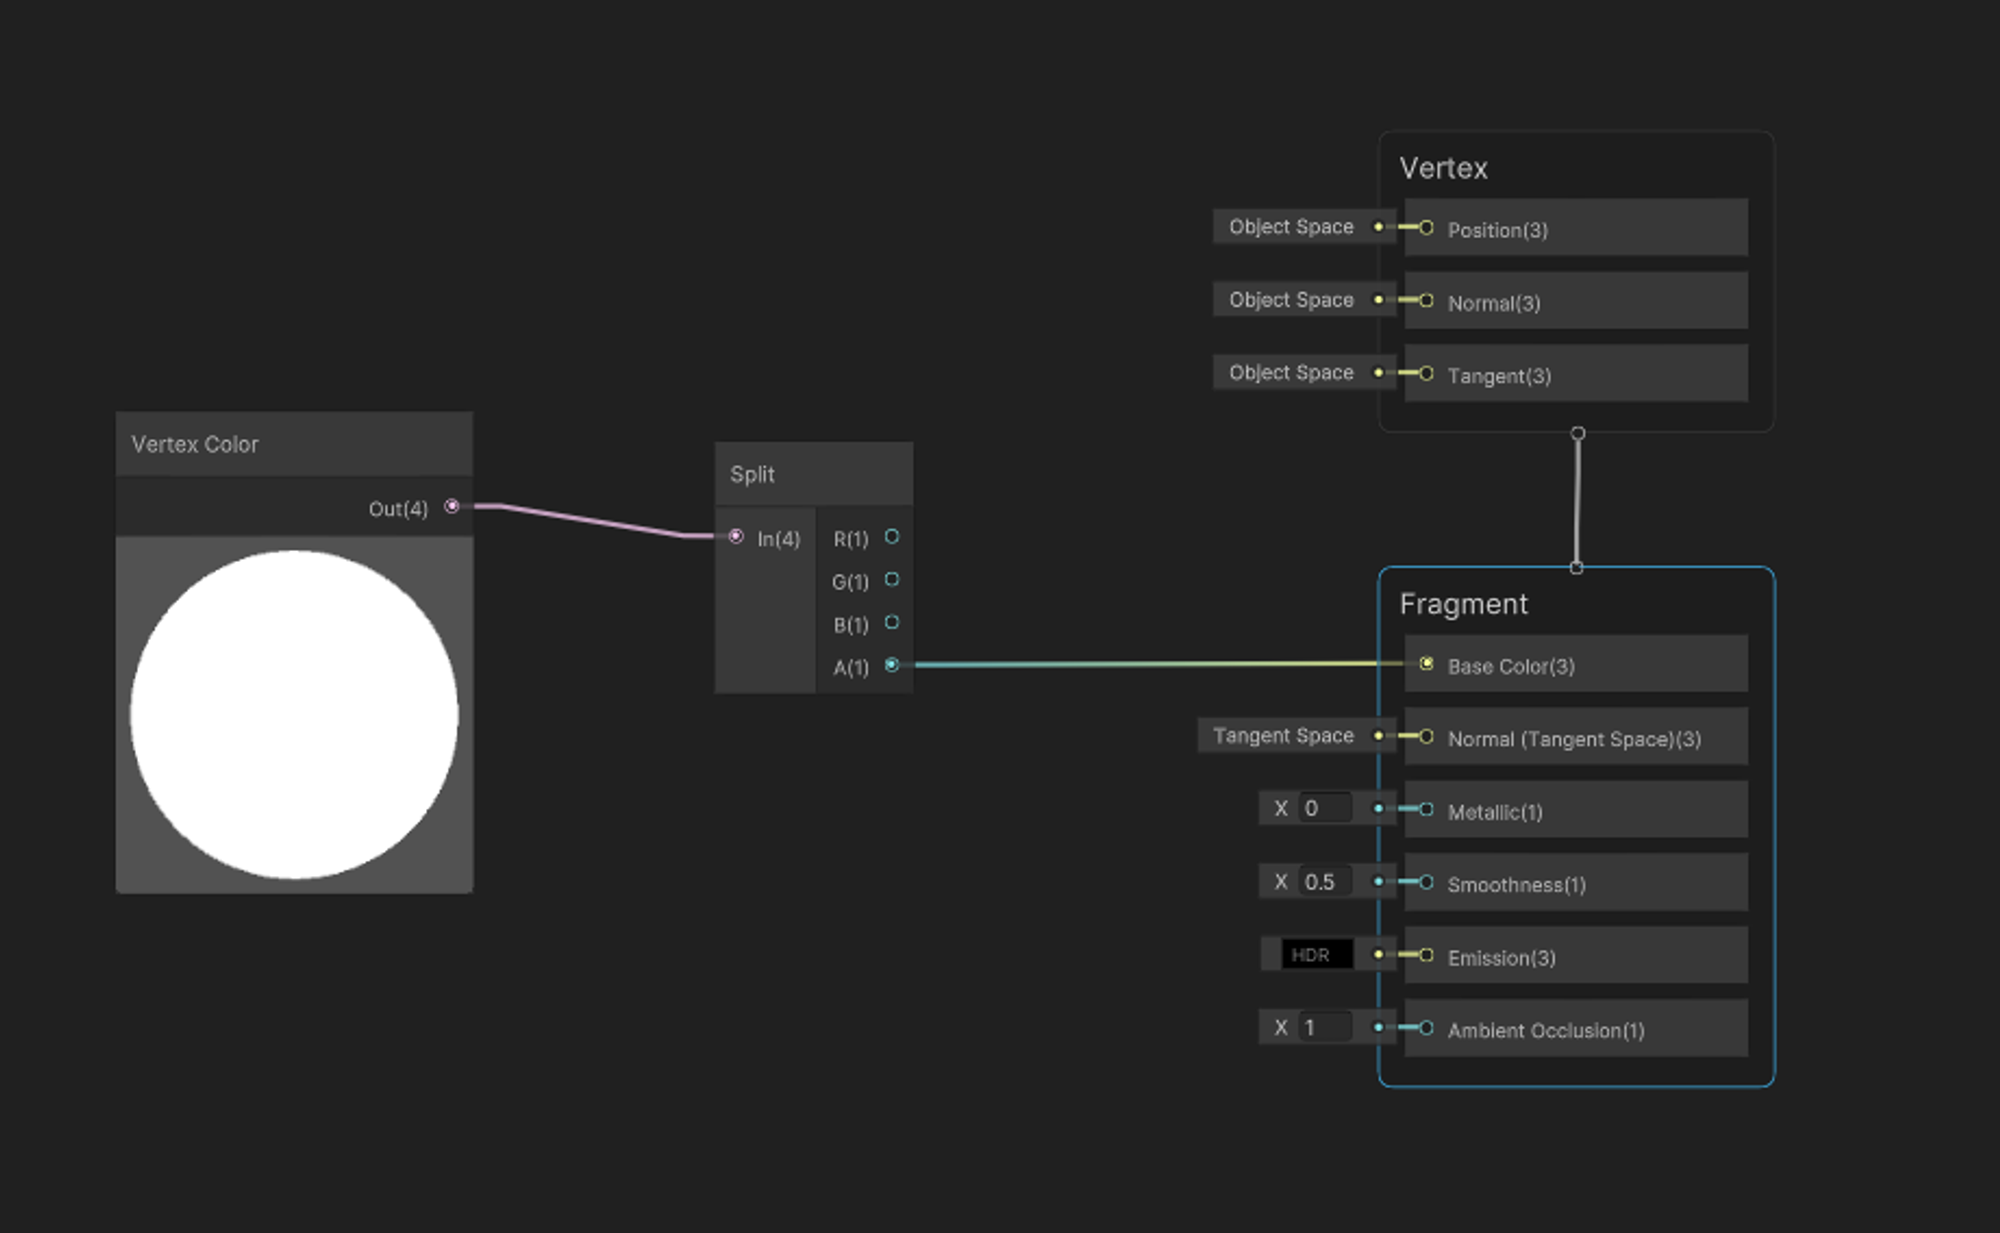 Vertex Color
Out(4)
Split
In(4)
R(1)
G(1)
B(1)
A(1)
Vertex
Object Space
Position(3)
Object Space
Normal(3)
Object Space
Tangent(3)
Fragment
Base Color(3)
Tangent Space
Normal (Tangent Space)(3)
X 0
Metallic(1)
X 0.5
Smoothness(1)
HDR
Emission(3)
X 1
Ambient Occlusion(1)